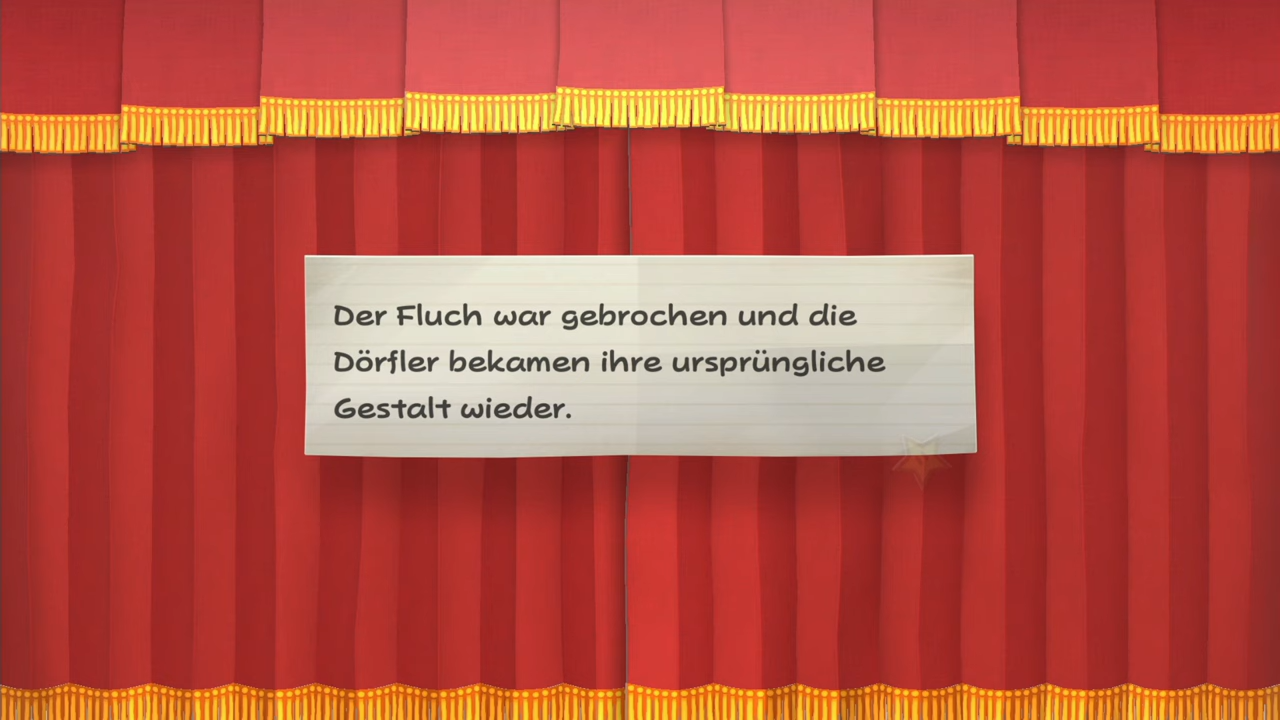 Der Fluch war gebrochen und die
Dörfler bekamen ihre ursprüngliche
Gestalt wieder.